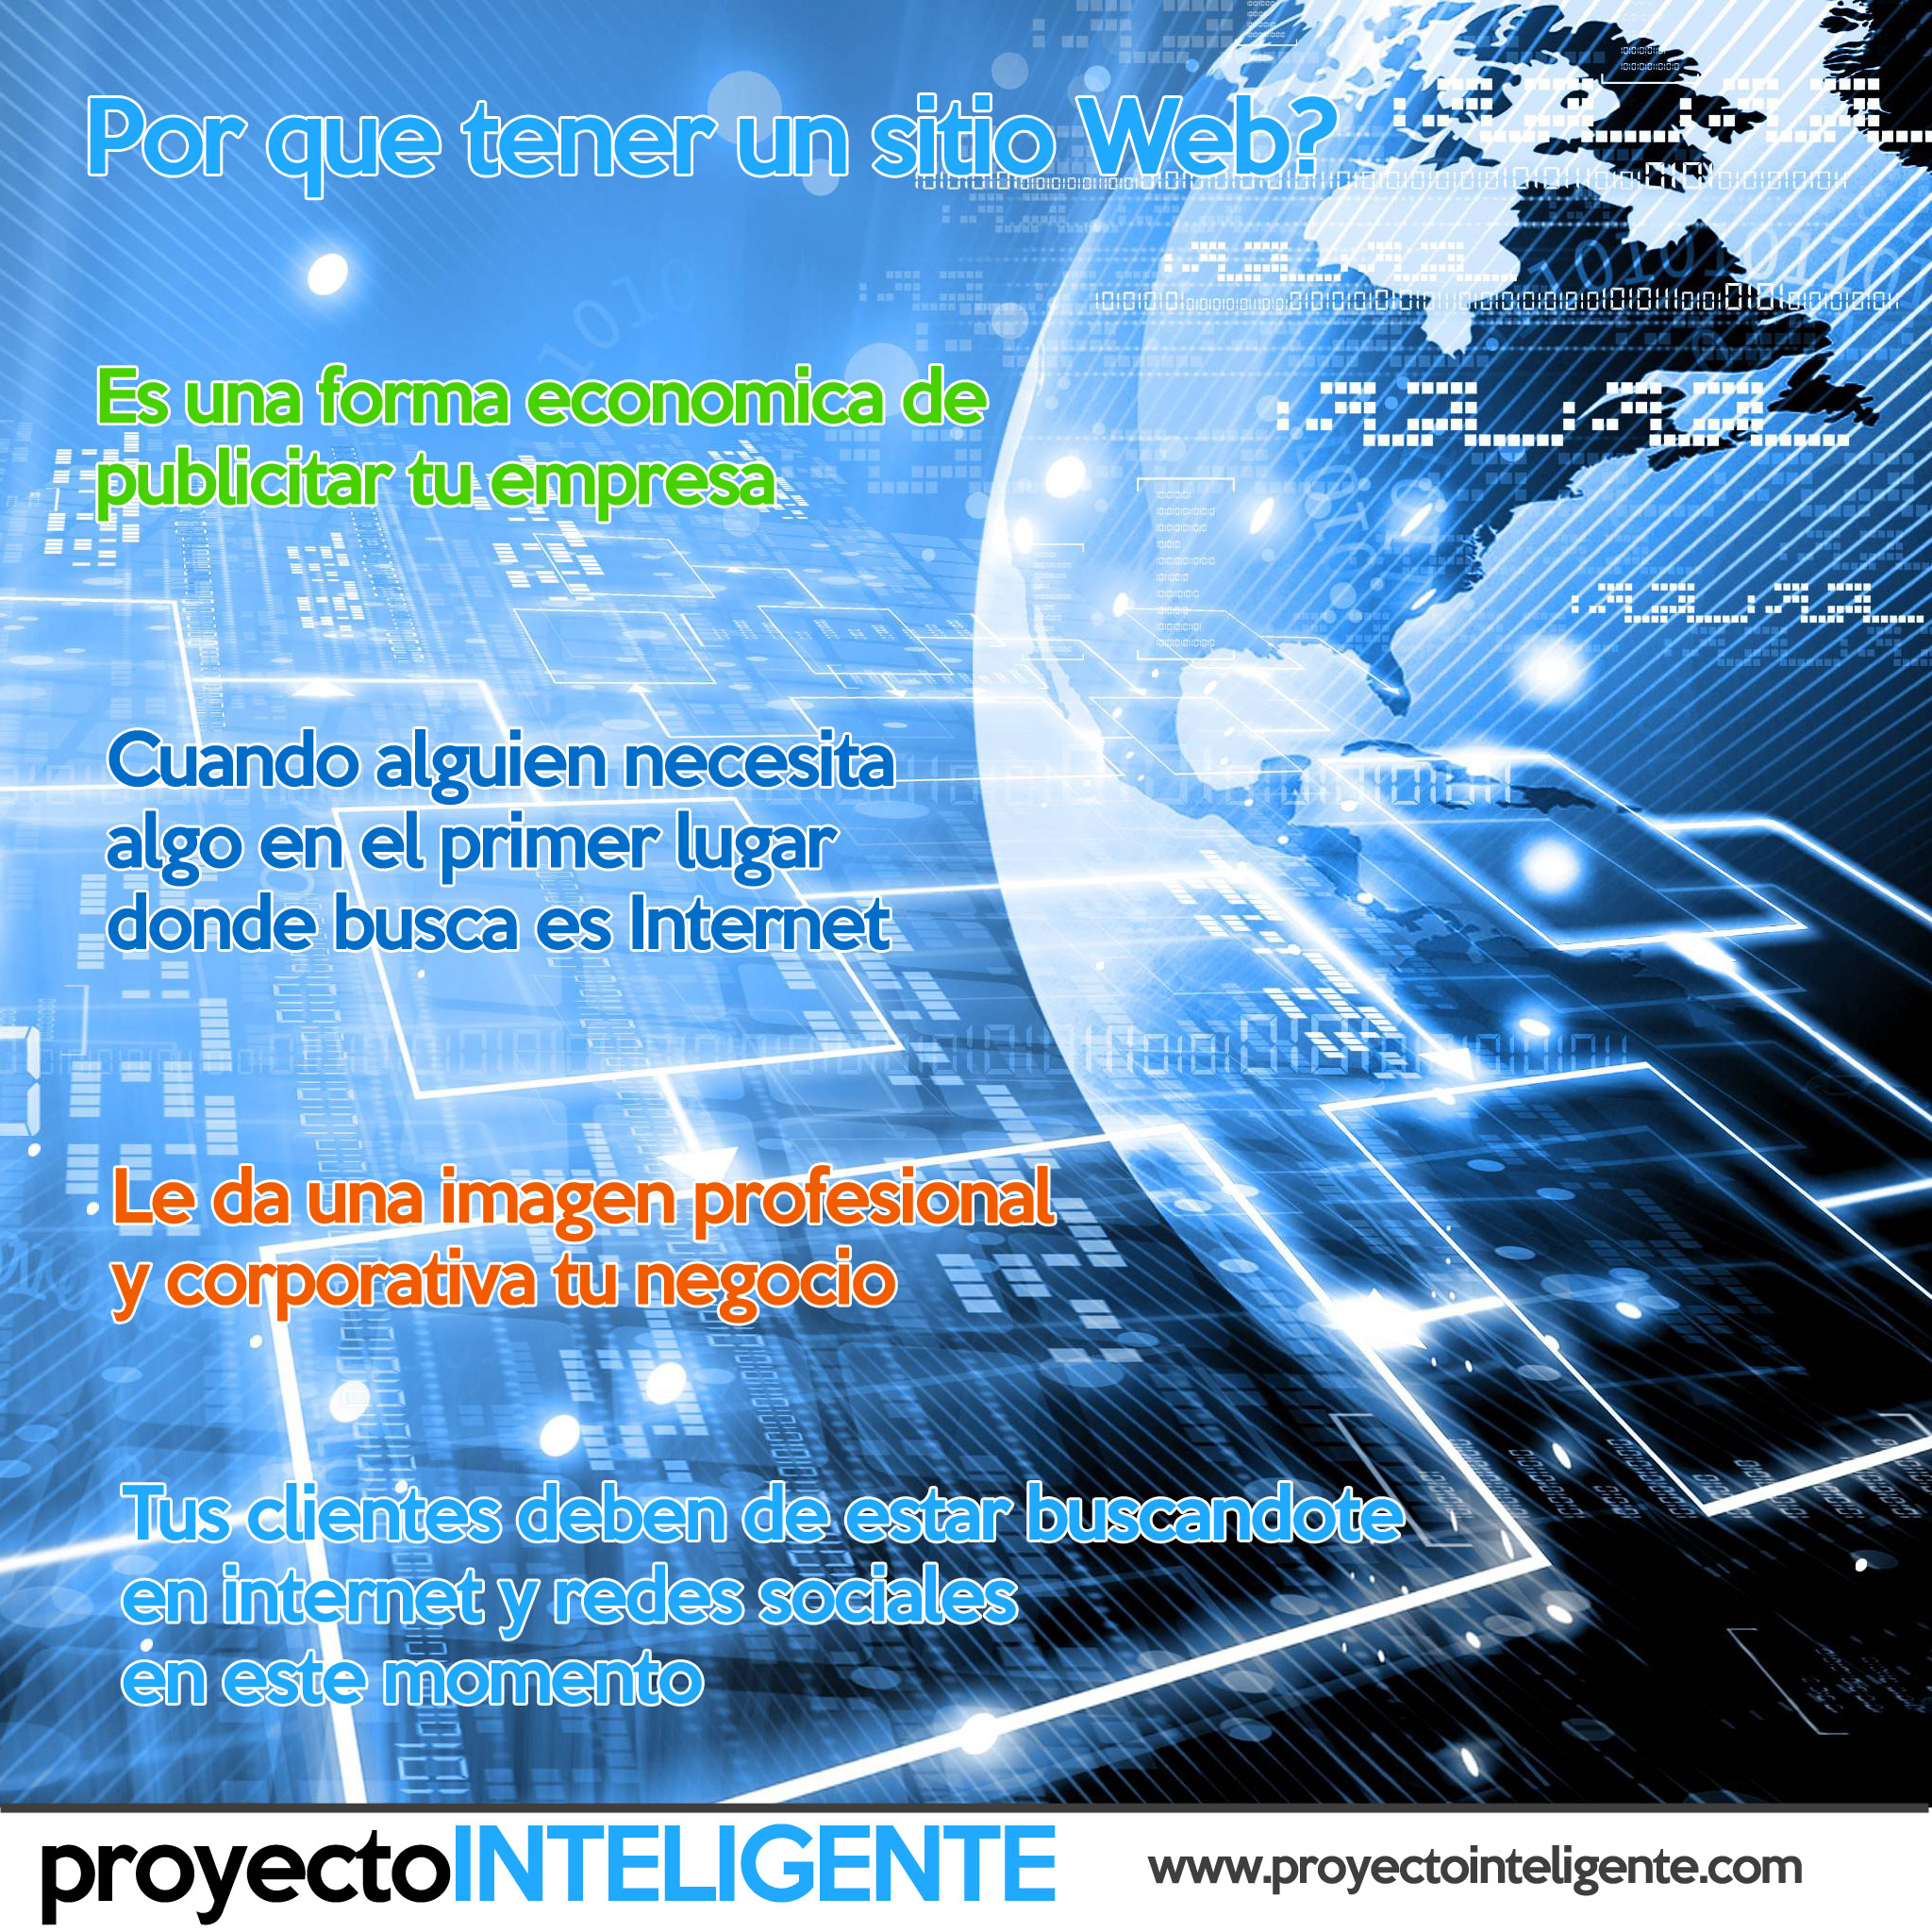 Por que tener un sitio Web?
Es una forma economica de
publicitar tu empresa
Cuando alguien necesita
algo en el primer lugar
donde busca es Internet
Le da una imagen profesional
y corporativa tu negocio
Tus clientes deben de estar buscandote
en internet y redes sociales
en este momento
proyectoINTELIGENTE
www.proyectointeligente.com